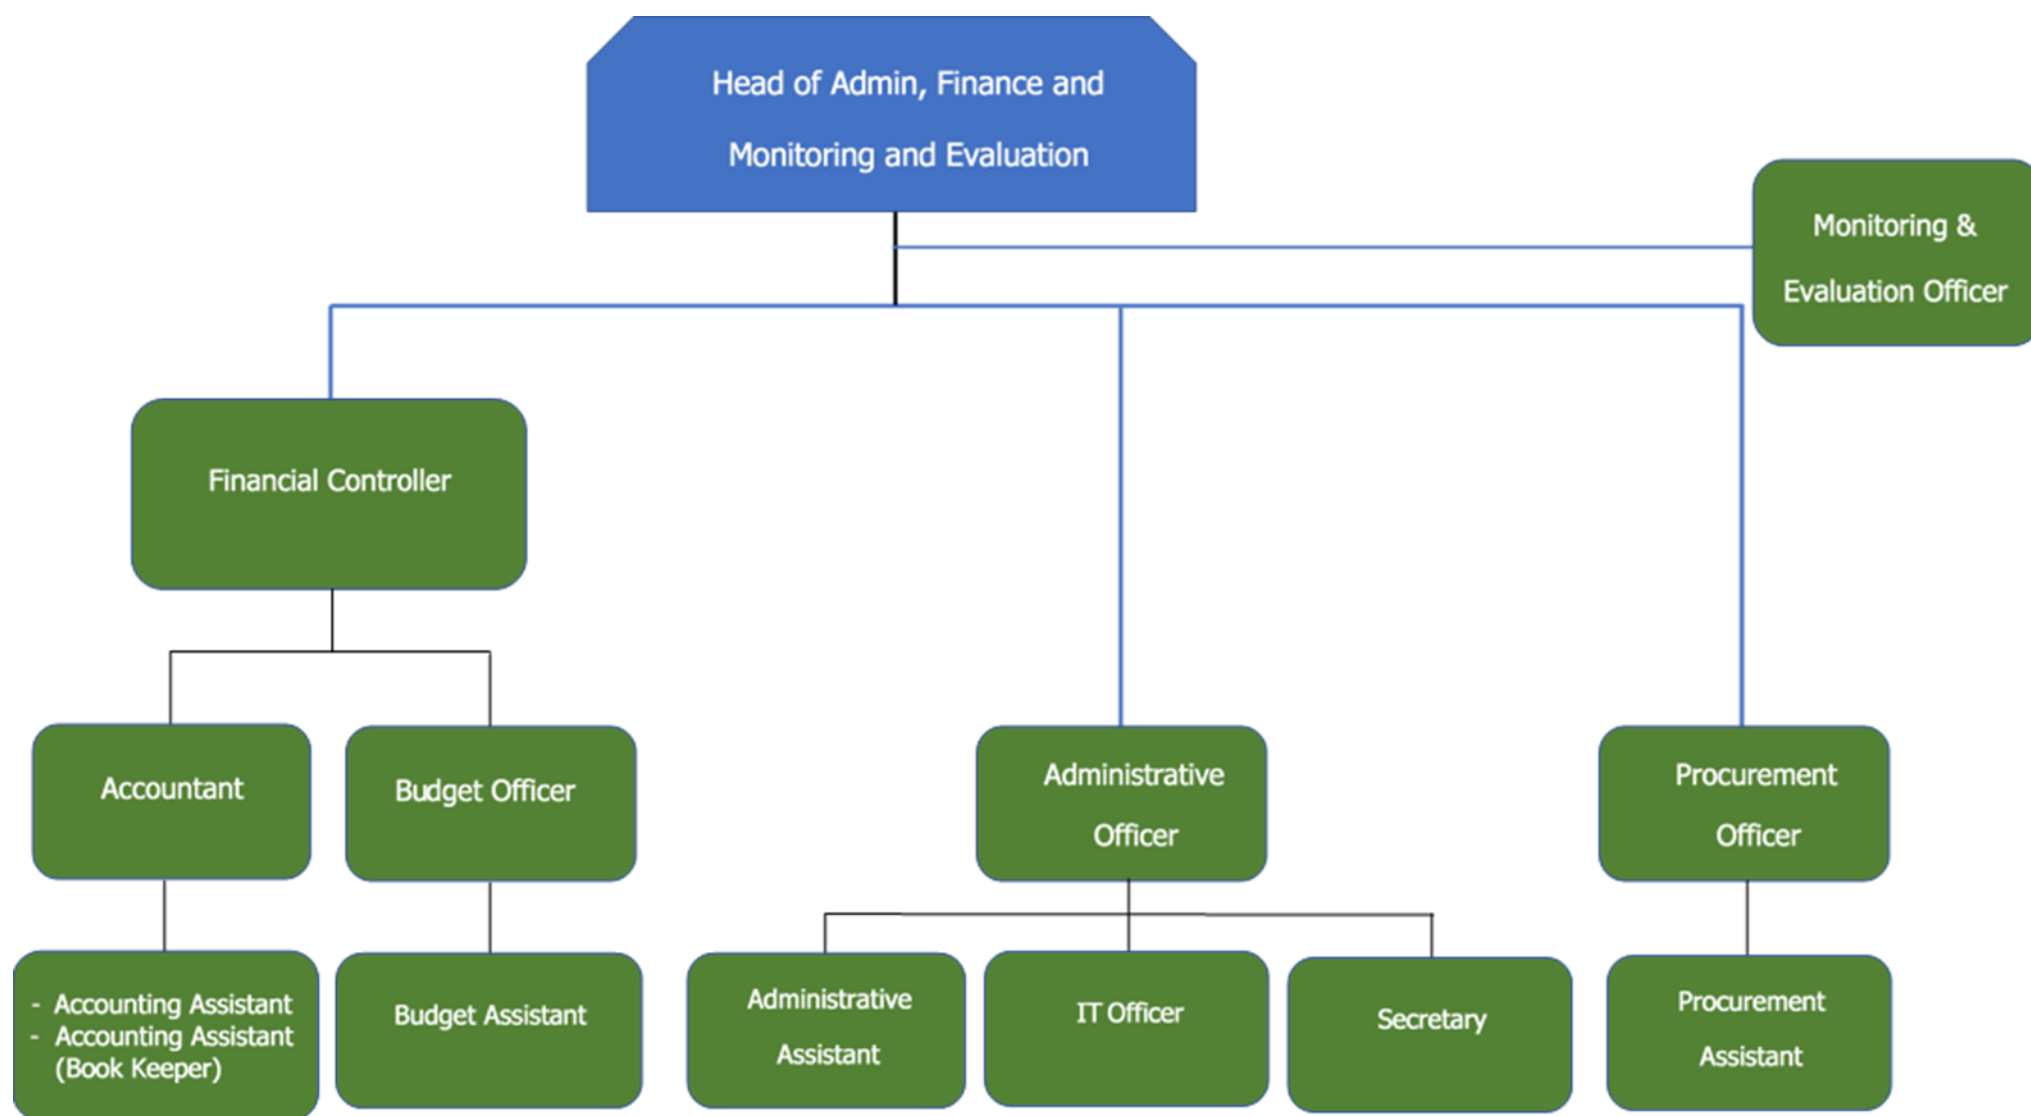 Head of Admin, Finance and
Monitoring and Evaluation
Monitoring &
Evaluation Officer
Financial Controller
Accountant
Budget Officer
Administrative
Officer
Procurement
Officer
- Accounting Assistant
- Accounting Assistant
(Book Keeper)
Budget Assistant
Administrative
Assistant
IT Officer
Secretary
Procurement
Assistant